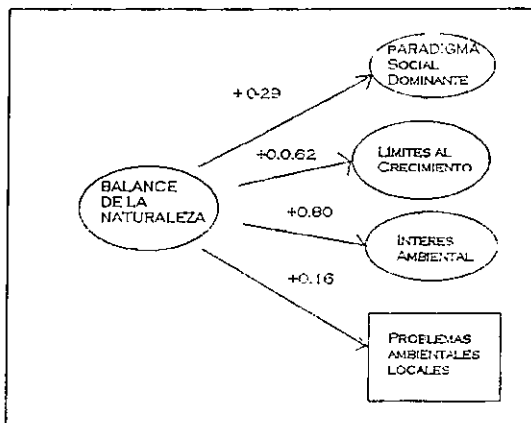 PARADIGMA
SOCIAL
DOMINANTE
+0.29
+0.0.62
LÍMITES AL
CRECIMIENTO
BALANCE
DE LA
NATURALEZA
+0.80
INTERES
AMBIENTAL
+0.16
PROBLEMAS
AMBIENTALES
LOCALES